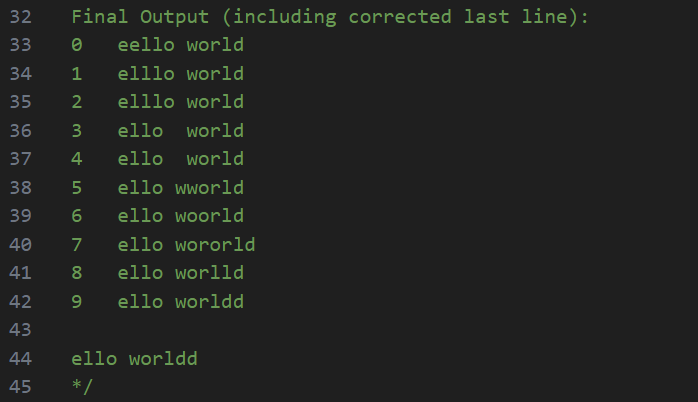 32 Final Output (including corrected last line):
33 0   eello world
34 1   elllo world
35 2   elllo world
36 3   ello  world
37 4   ello  world
38 5   ello wworld
39 6   ello woorld
40 7   ello wororld
41 8   ello worlld
42 9   ello worldd
43
44 ello worldd
45 */